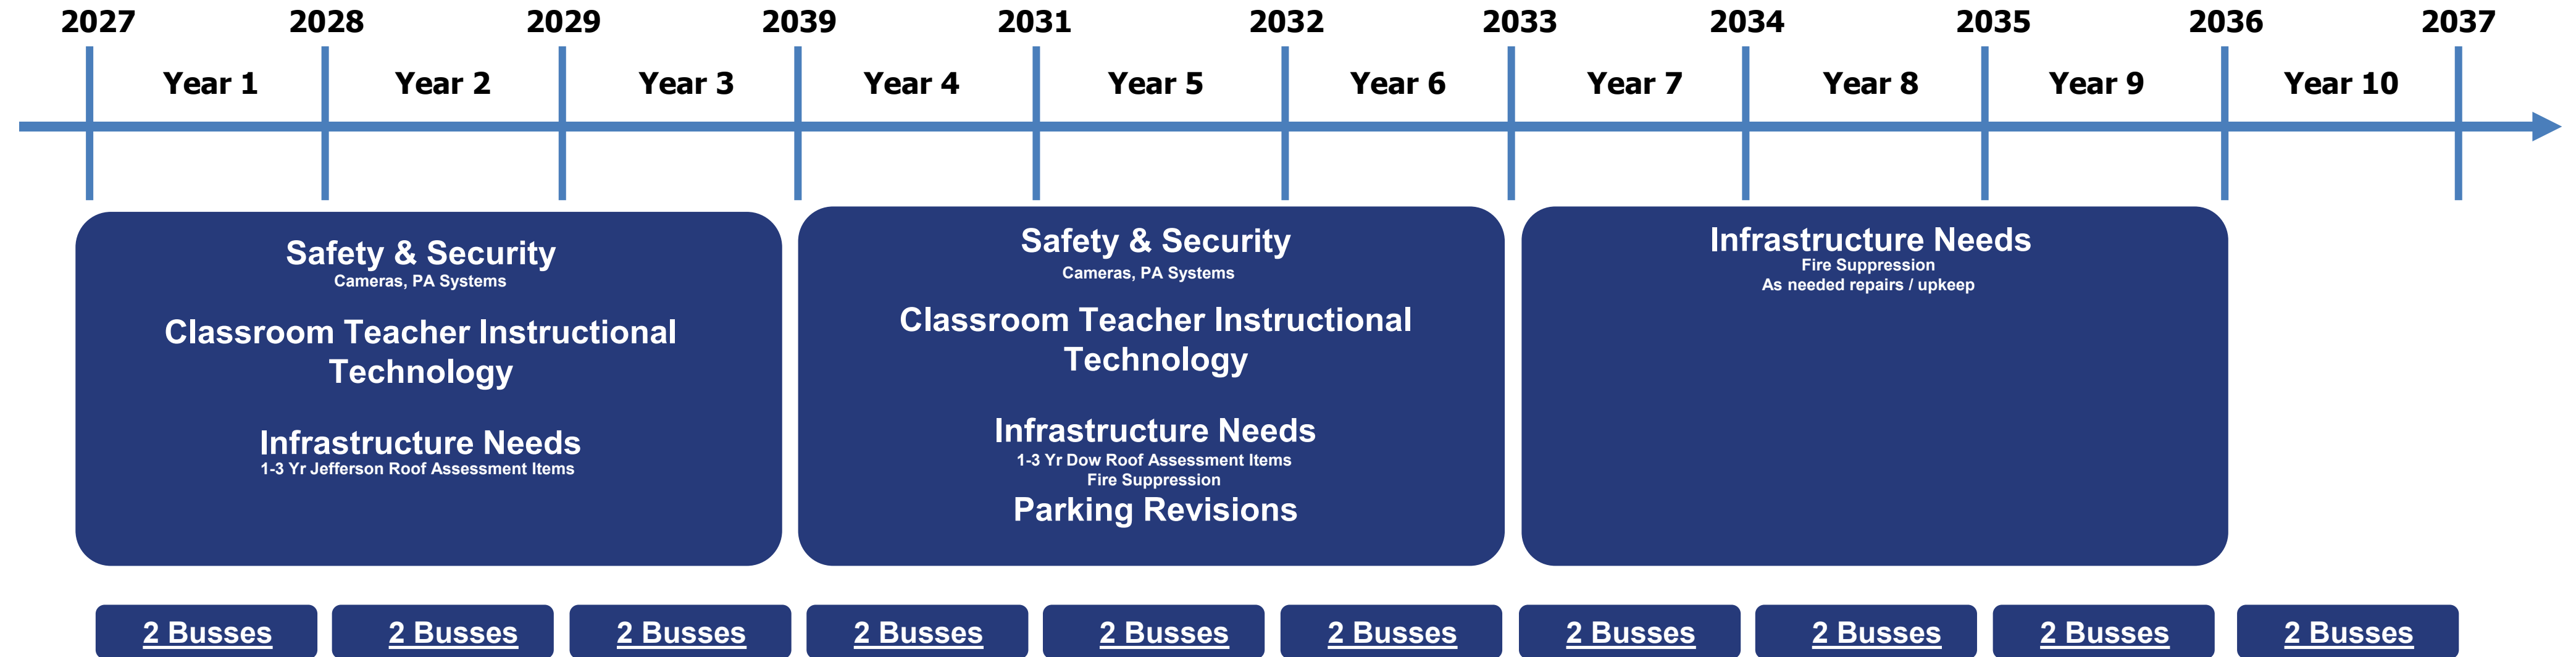 2027 2028 2029 2039 2031 2032 2033 2034 2035 2036 2037
Year 1 Year 2 Year 3 Year 4 Year 5 Year 6 Year 7 Year 8 Year 9 Year 10
Safety & Security
Cameras, PA Systems
Classroom Teacher Instructional
Technology
Infrastructure Needs
1-3 Yr Jefferson Roof Assessment Items
Safety & Security
Cameras, PA Systems
Classroom Teacher Instructional
Technology
Infrastructure Needs
1-3 Yr Dow Roof Assessment Items
Fire Suppression
Parking Revisions
Infrastructure Needs
Fire Suppression
As needed repairs / upkeep
2 Busses 2 Busses 2 Busses 2 Busses 2 Busses 2 Busses 2 Busses 2 Busses 2 Busses 2 Busses